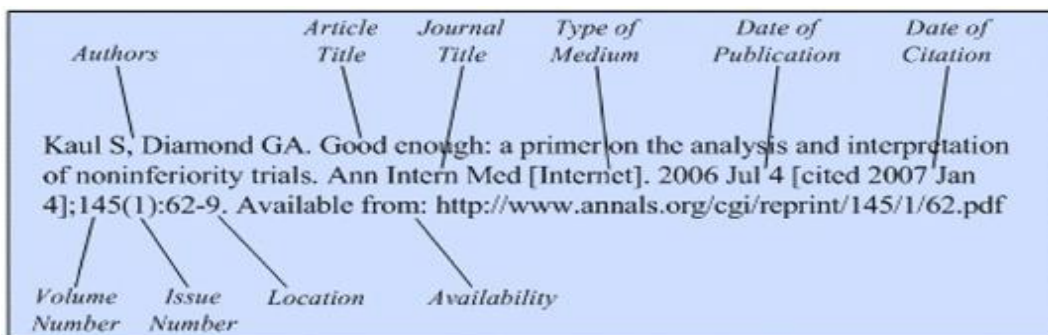 Article Journal Type of Date of Date of
Authors Title Title Medium Publication Citation
Kaul S, Diamond GA. Good enough: a primer on the analysis and interpretation
of noninferiority trials. Ann Intern Med [Internet]. 2006 Jul 4 [cited 2007 Jan
4];145(1):62-9. Available from: http://www.annals.org/cgi/reprint/145/1/62.pdf
Volume Issue Location Availability
Number Number